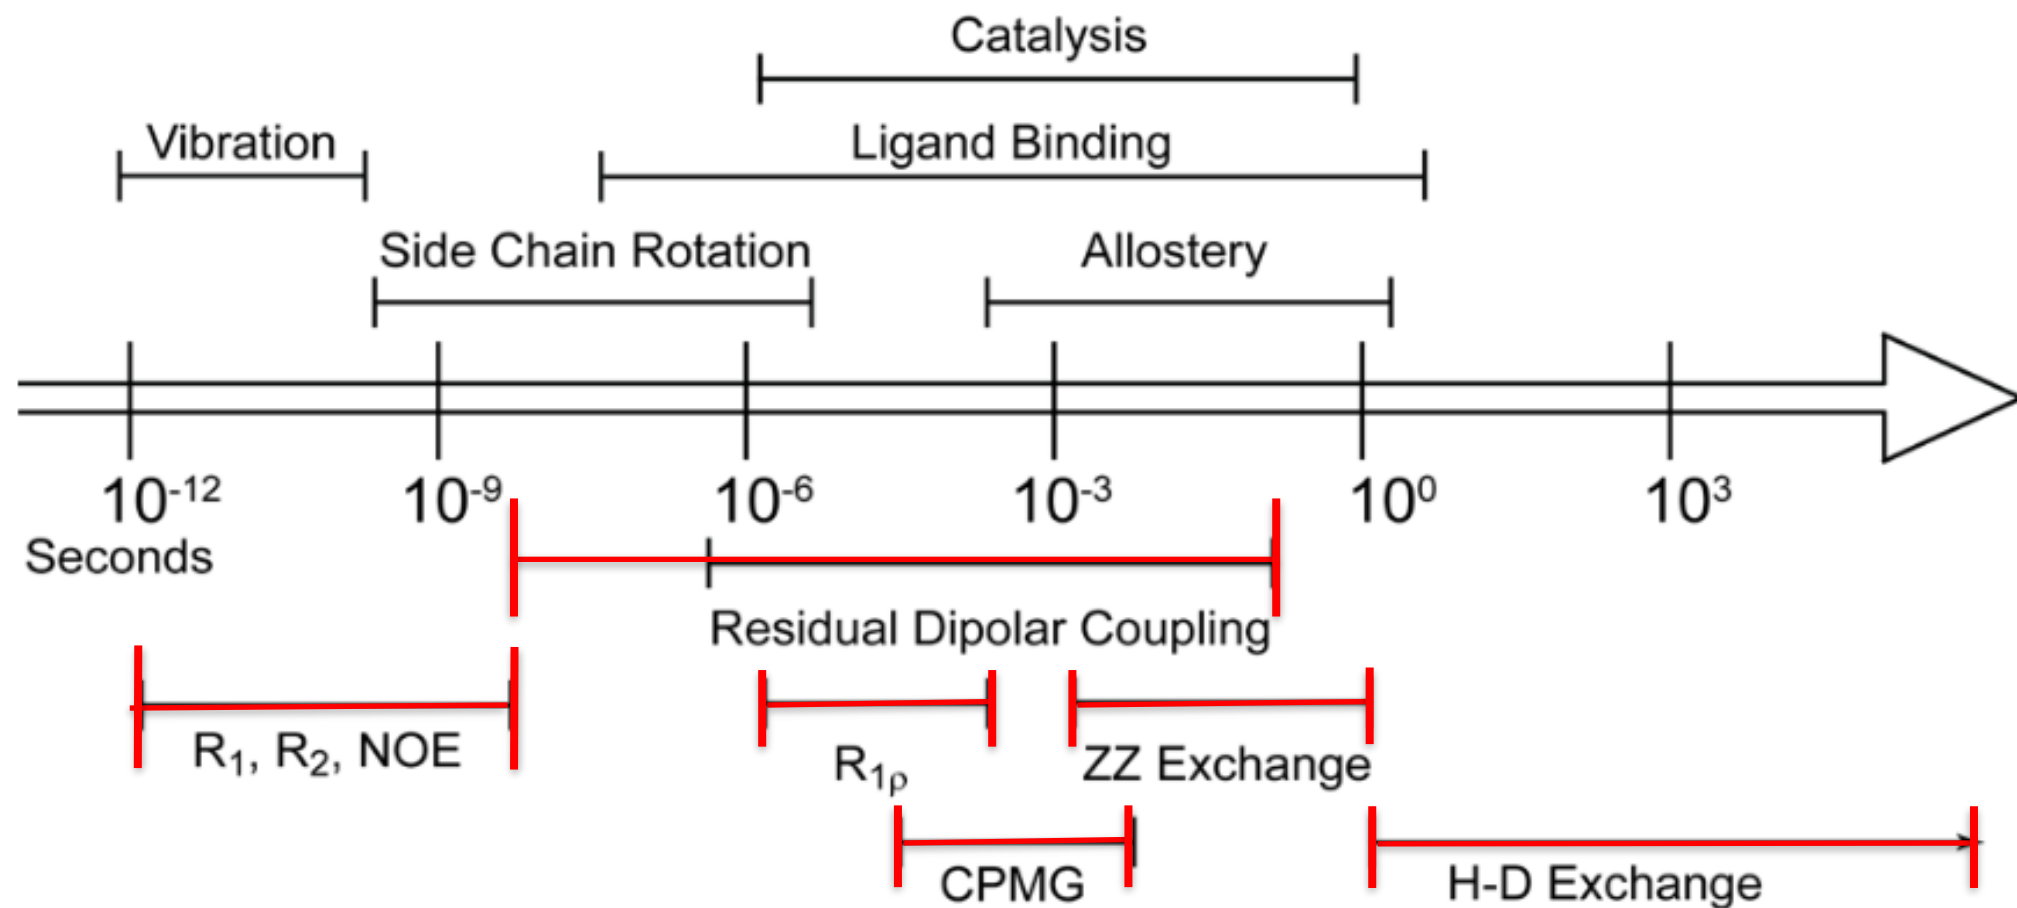 Catalysis
Vibration
Ligand Binding
Side Chain Rotation
Allostery
10⁻¹² 10⁻⁹ 10⁻⁶ 10⁻³ 10⁰ 10³
Seconds
Residual Dipolar Coupling
R₁, R₂, NOE
R₁ρ
ZZ Exchange
CPMG
H-D Exchange